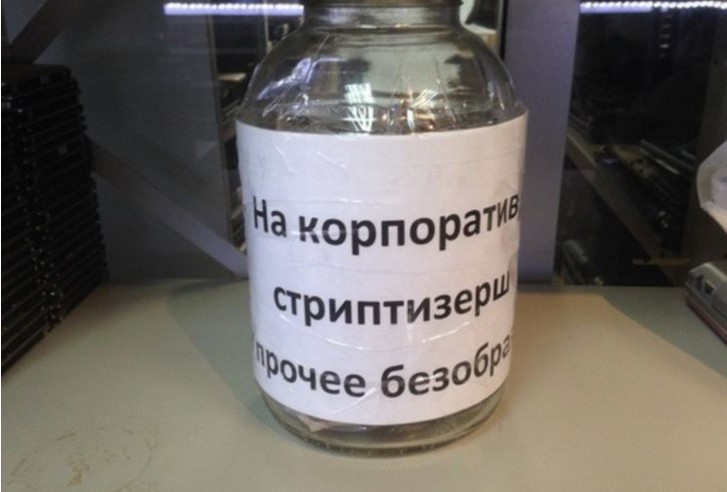 На корпоратив,
стриптизерш
прочее безобра